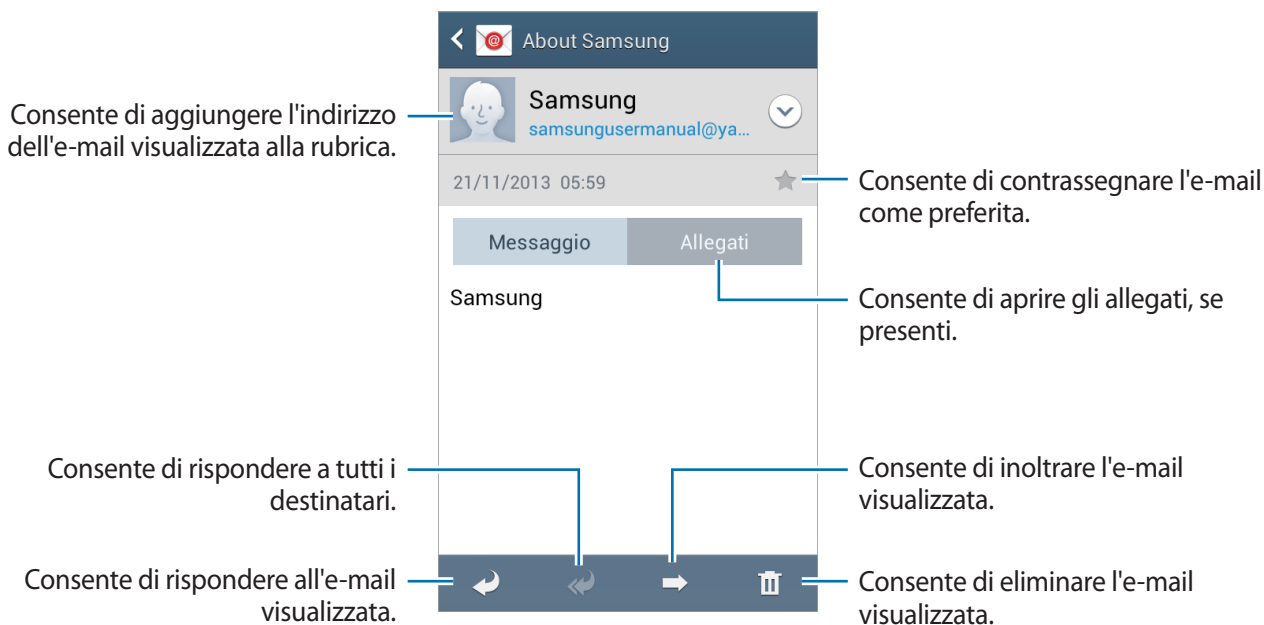 About Samsung
Samsung
samsungusermanual@ya...
Consente di aggiungere l'indirizzo
dell'e-mail visualizzata alla rubrica.
21/11/2013 05:59
Consente di contrassegnare l'e-mail
come preferita.
Messaggio
Allegati
Samsung
Consente di aprire gli allegati, se
presenti.
Consente di rispondere a tutti i
destinatari.
Consente di inoltrare l'e-mail
visualizzata.
Consente di rispondere all'e-mail
visualizzata.
Consente di eliminare l'e-mail
visualizzata.